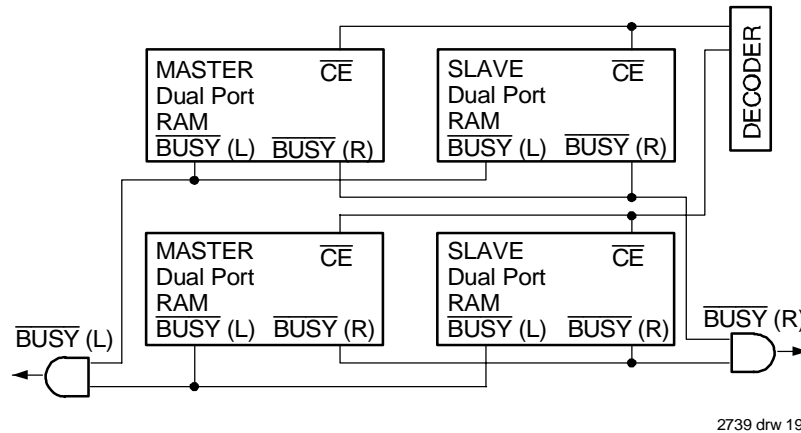 MASTER
Dual Port
RAM
CE
BUSY (L)
BUSY (R)
SLAVE
Dual Port
RAM
CE
BUSY (L)
BUSY (R)
DECODER
MASTER
Dual Port
RAM
CE
BUSY (L)
BUSY (R)
SLAVE
Dual Port
RAM
CE
BUSY (L)
BUSY (R)
BUSY (L)
BUSY (R)
2739 drw 19